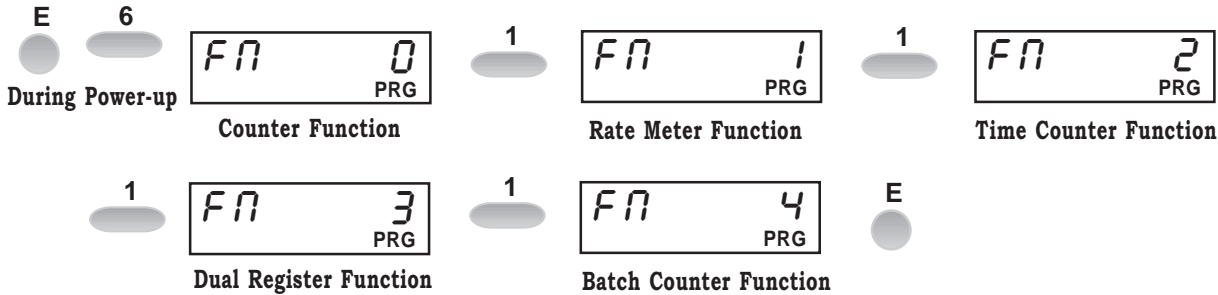 E 6 1 1
FN 0 FN 1 FN 2
PRG PRG PRG
During Power-up
Counter Function Rate Meter Function Time Counter Function
1 1 E
FN 3 FN 4
PRG PRG
Dual Register Function Batch Counter Function